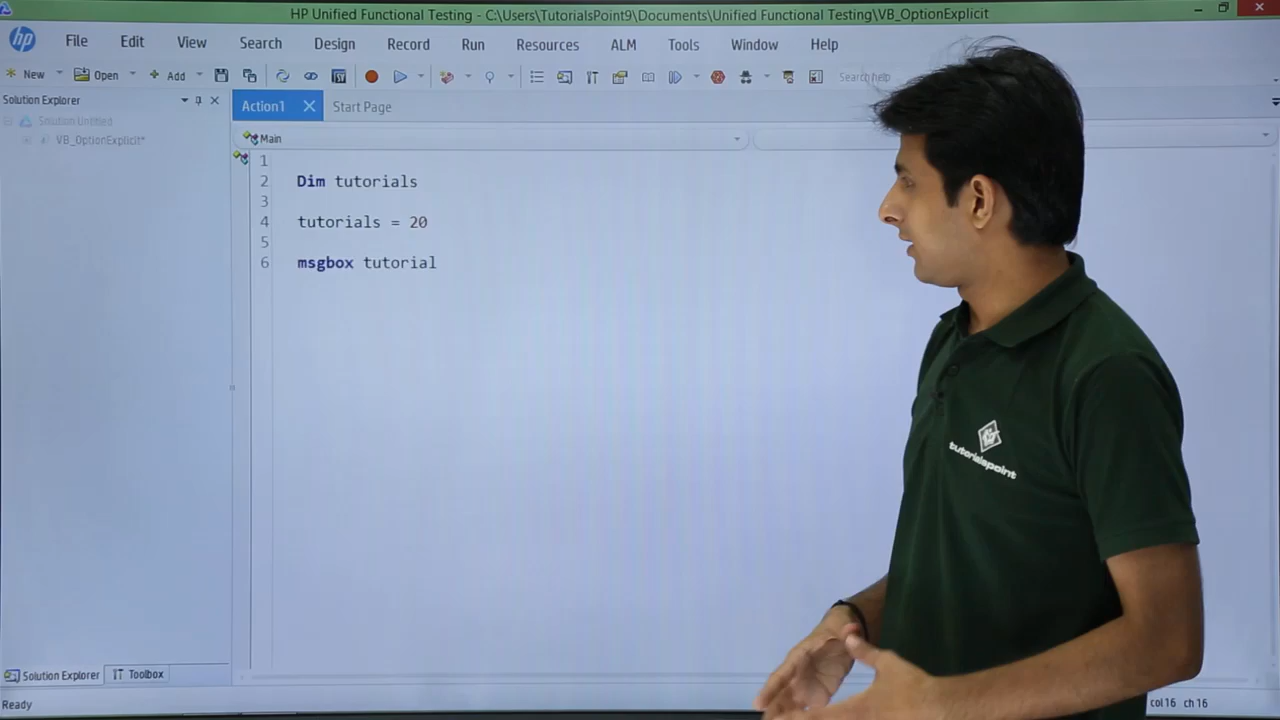 HP Unified Functional Testing - C:\Users\TutorialsPoint9\Documents\Unified Functional Testing\VB_OptionExplicit
hp File Edit View Search Design Record Run Resources ALM Tools Window Help
New Open Add Search help
Solution Explorer
Action1 Start Page
Solution Untitled
VB_OptionExplicit*
Main
1
2 Dim tutorials
3
4 tutorials = 20
5
6 msgbox tutorial
tutorialspoint
Solution Explorer Toolbox
Ready
col 16 ch 16